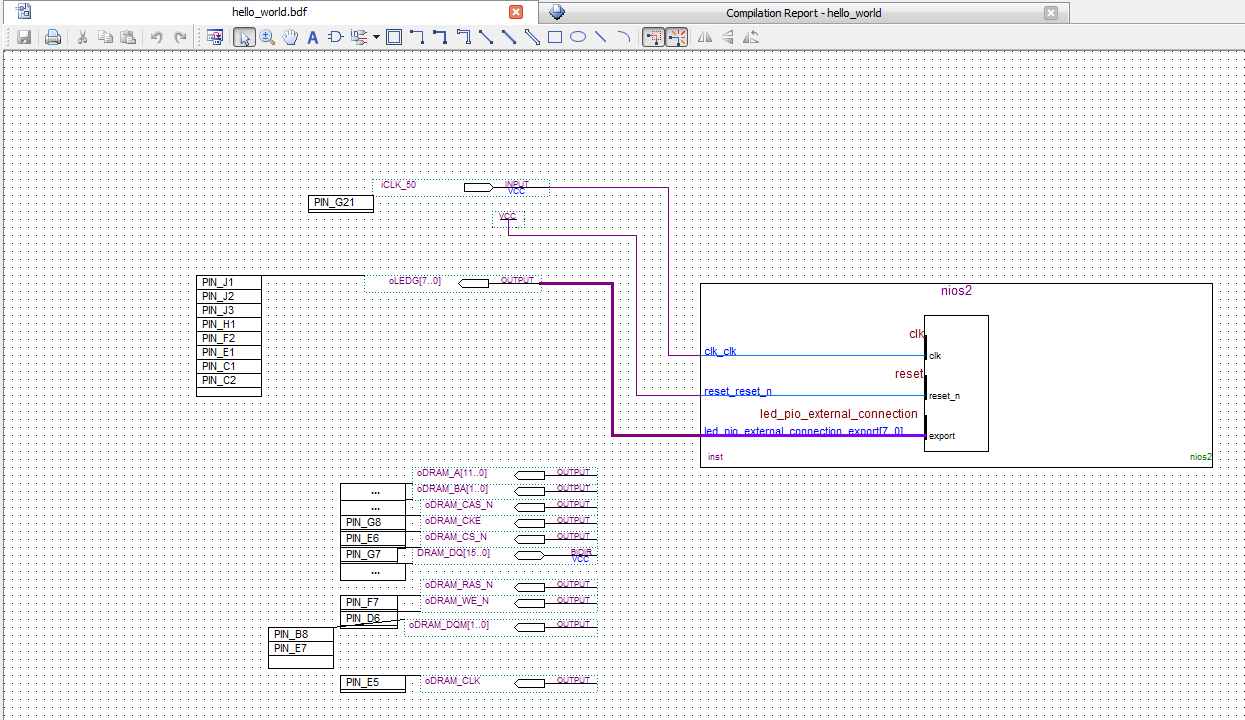 hello_world.bdf
Compilation Report - hello_world
A
iCLK_50
INPUT
VCC
PIN_G21
VCC
oLEDG[7..0]
OUTPUT
PIN_J1
PIN_J2
PIN_J3
PIN_H1
PIN_F2
PIN_E1
PIN_C1
PIN_C2
nios2
clk
clk_clk
clk
reset
reset_reset_n
reset_n
led_pio_external_connection
led_pio_external_connection_export[7..0]
export
inst
nios2
oDRAM_A[11..0]
OUTPUT
oDRAM_BA[1..0]
OUTPUT
...
oDRAM_CAS_N
OUTPUT
...
oDRAM_CKE
OUTPUT
PIN_G8
oDRAM_CS_N
OUTPUT
PIN_E6
DRAM_DQ[15..0]
BIDIR
VCC
PIN_G7
...
oDRAM_RAS_N
OUTPUT
oDRAM_WE_N
OUTPUT
PIN_F7
PIN_D6
oDRAM_DQM[1..0]
OUTPUT
PIN_B8
PIN_E7
PIN_E5
oDRAM_CLK
OUTPUT